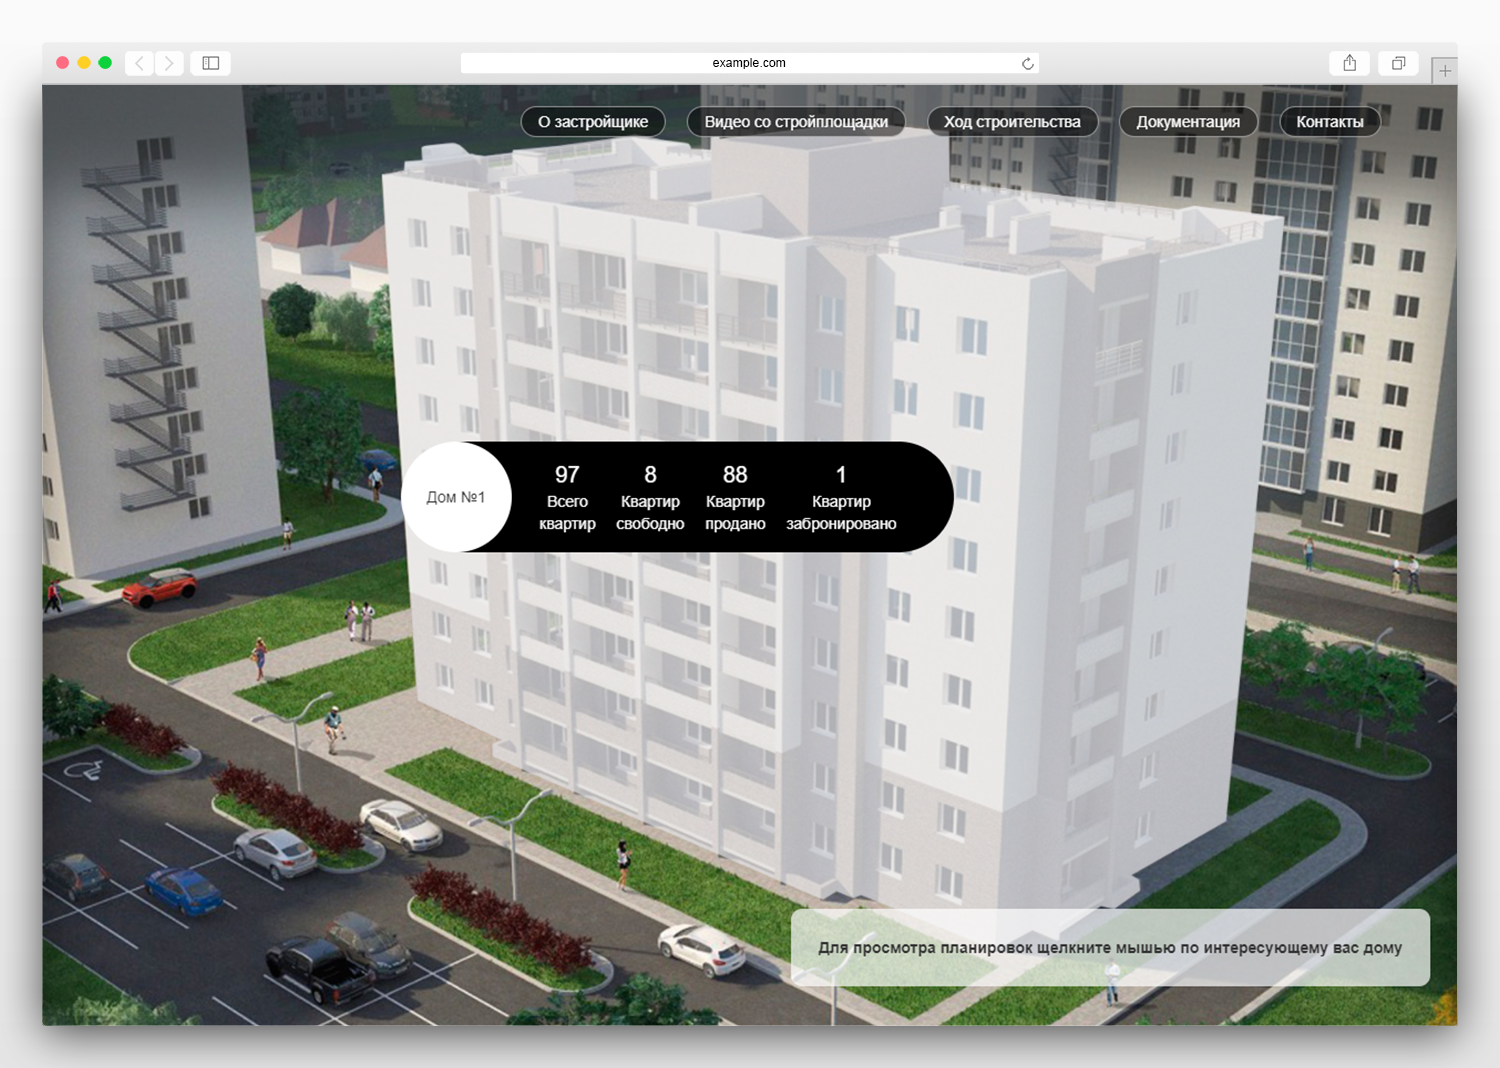 example.com
О застройщике
Видео со стройплощадки
Ход строительства
Документация
Контакты
Дом №1
97
Всего
квартир
8
Квартир
свободно
88
Квартир
продано
1
Квартир
забронировано
Для просмотра планировок щелкните мышью по интересующему вас дому